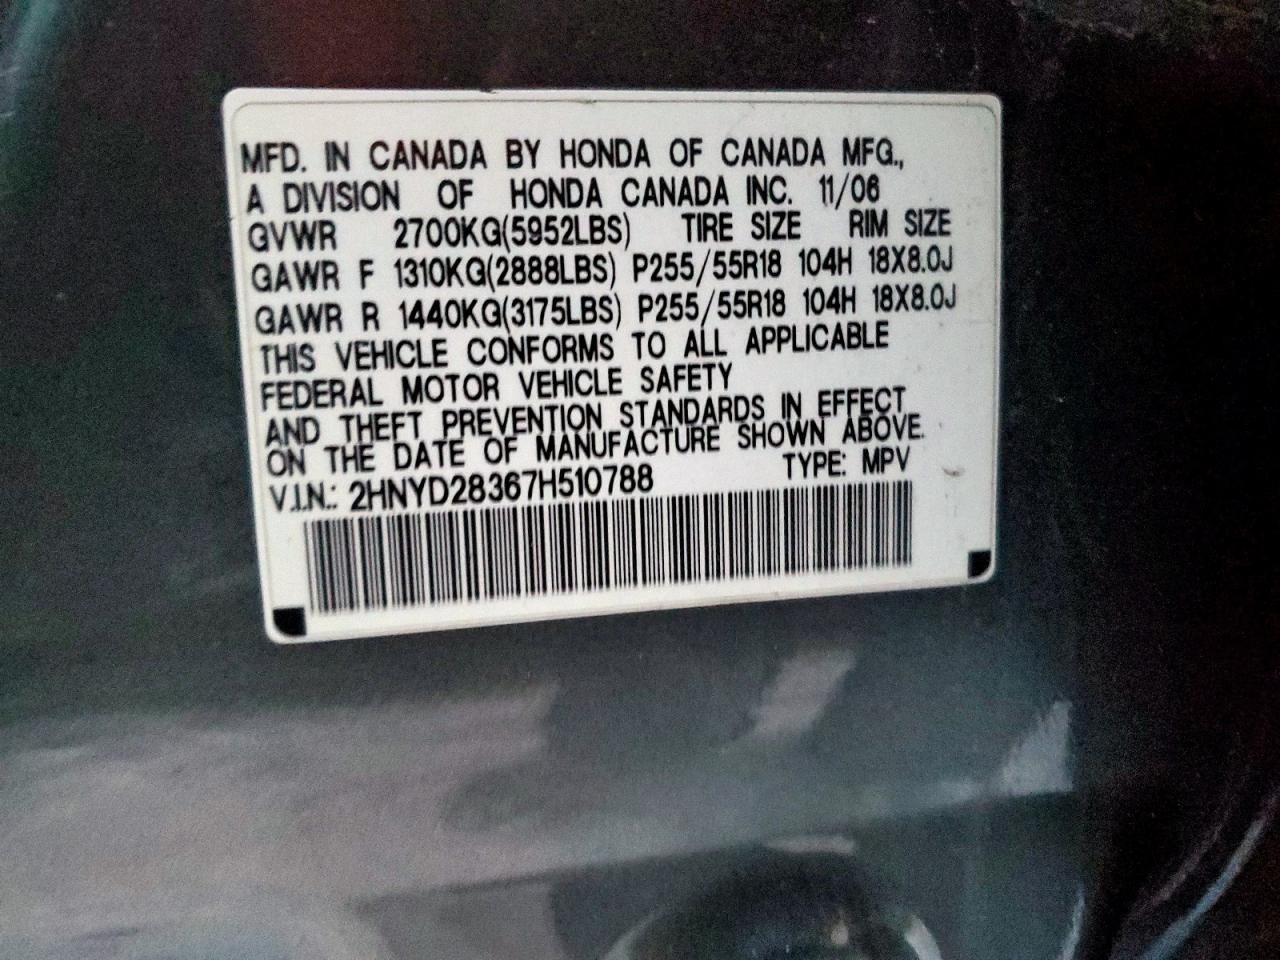 MFD. IN CANADA BY HONDA OF CANADA MFG.,
A DIVISION OF HONDA CANADA INC. 11/06
GVWR 2700KG(5952LBS) TIRE SIZE RIM SIZE
GAWR F 1310KG(2888LBS) P255/55R18 104H 18X8.0J
GAWR R 1440KG(3175LBS) P255/55R18 104H 18X8.0J
THIS VEHICLE CONFORMS TO ALL APPLICABLE
FEDERAL MOTOR VEHICLE SAFETY
AND THEFT PREVENTION STANDARDS IN EFFECT
ON THE DATE OF MANUFACTURE SHOWN ABOVE.
V.I.N.: 2HNYD28367H510788 TYPE: MPV